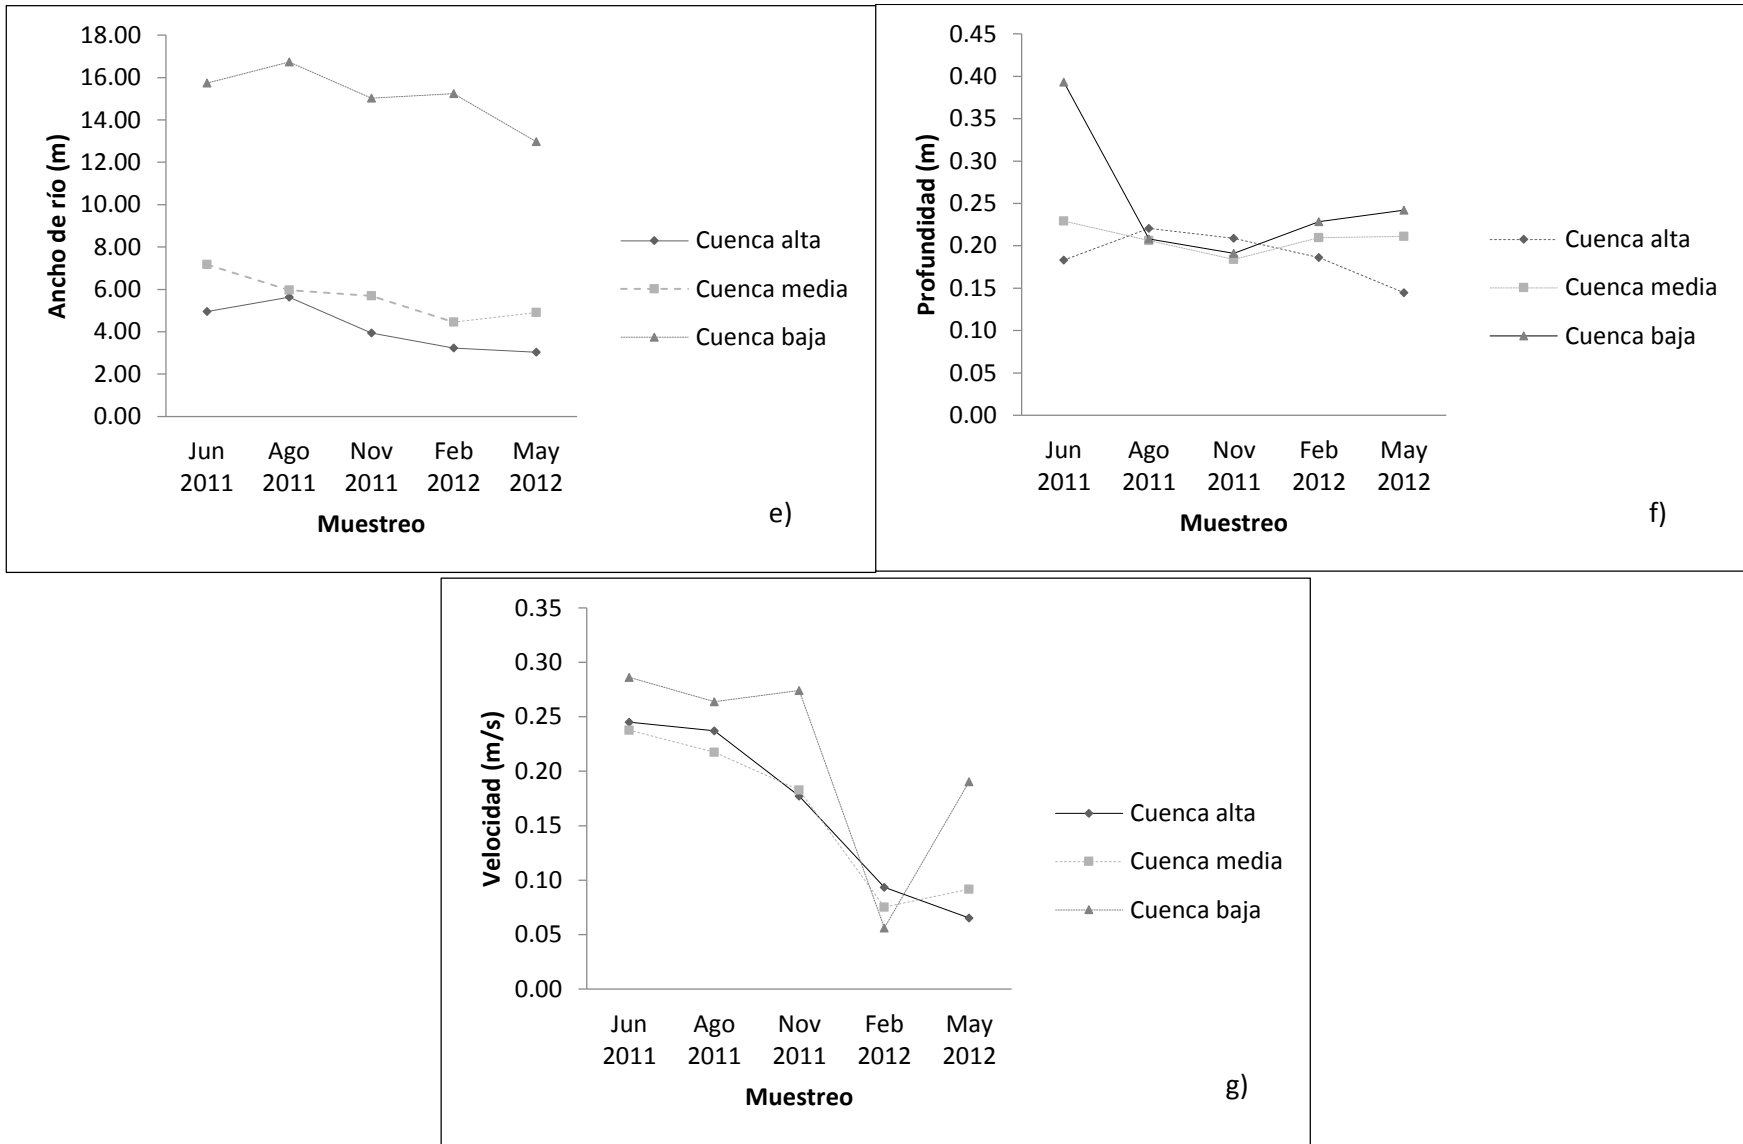 18.00
16.00
14.00
12.00
10.00
8.00
6.00
4.00
2.00
0.00
Ancho de río (m)
Jun 2011
Ago 2011
Nov 2011
Feb 2012
May 2012
Muestreo
Cuenca alta
Cuenca media
Cuenca baja
e)
0.45
0.40
0.35
0.30
0.25
0.20
0.15
0.10
0.05
0.00
Profundidad (m)
Jun 2011
Ago 2011
Nov 2011
Feb 2012
May 2012
Muestreo
Cuenca alta
Cuenca media
Cuenca baja
f)
0.35
0.30
0.25
0.20
0.15
0.10
0.05
0.00
Velocidad (m/s)
Jun 2011
Ago 2011
Nov 2011
Feb 2012
May 2012
Muestreo
Cuenca alta
Cuenca media
Cuenca baja
g)